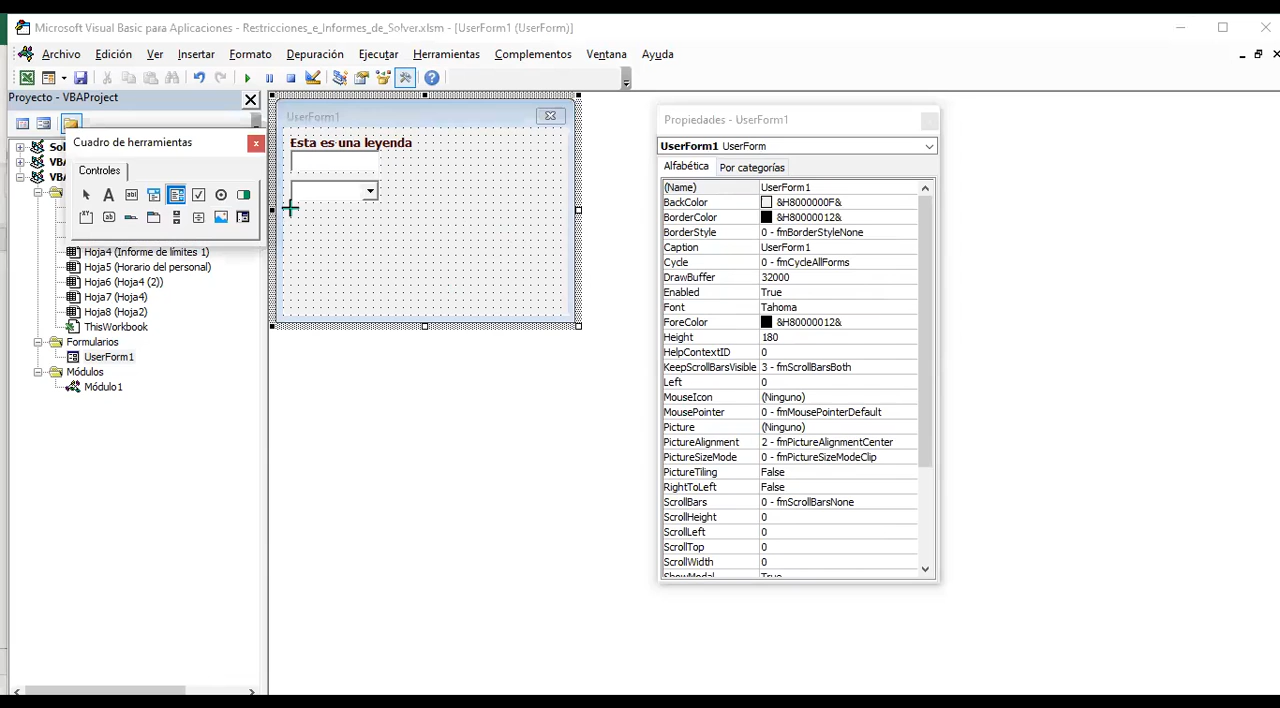 Microsoft Visual Basic para Aplicaciones - Restricciones_e_Informes_de_Solver.xlsm - [UserForm1 (UserForm)]
Archivo Edición Ver Insertar Formato Depuración Ejecutar Herramientas Complementos Ventana Ayuda
Proyecto - VBAProject
Sol
VB
VB
Cuadro de herramientas
Controles
Hoja4 (Informe de límites 1)
Hoja5 (Horario del personal)
Hoja6 (Hoja4 (2))
Hoja7 (Hoja4)
Hoja8 (Hoja2)
ThisWorkbook
Formularios
UserForm1
Módulos
Módulo1
UserForm1
Esta es una leyenda
Propiedades - UserForm1
UserForm1 UserForm
Alfabética Por categorías
(Name) UserForm1
BackColor &H8000000F&
BorderColor &H80000012&
BorderStyle 0 - fmBorderStyleNone
Caption UserForm1
Cycle 0 - fmCycleAllForms
DrawBuffer 32000
Enabled True
Font Tahoma
ForeColor &H80000012&
Height 180
HelpContextID 0
KeepScrollBarsVisible 3 - fmScrollBarsBoth
Left 0
MouseIcon (Ninguno)
MousePointer 0 - fmMousePointerDefault
Picture (Ninguno)
PictureAlignment 2 - fmPictureAlignmentCenter
PictureSizeMode 0 - fmPictureSizeModeClip
PictureTiling False
RightToLeft False
ScrollBars 0 - fmScrollBarsNone
ScrollHeight 0
ScrollLeft 0
ScrollTop 0
ScrollWidth 0
ShowModal True